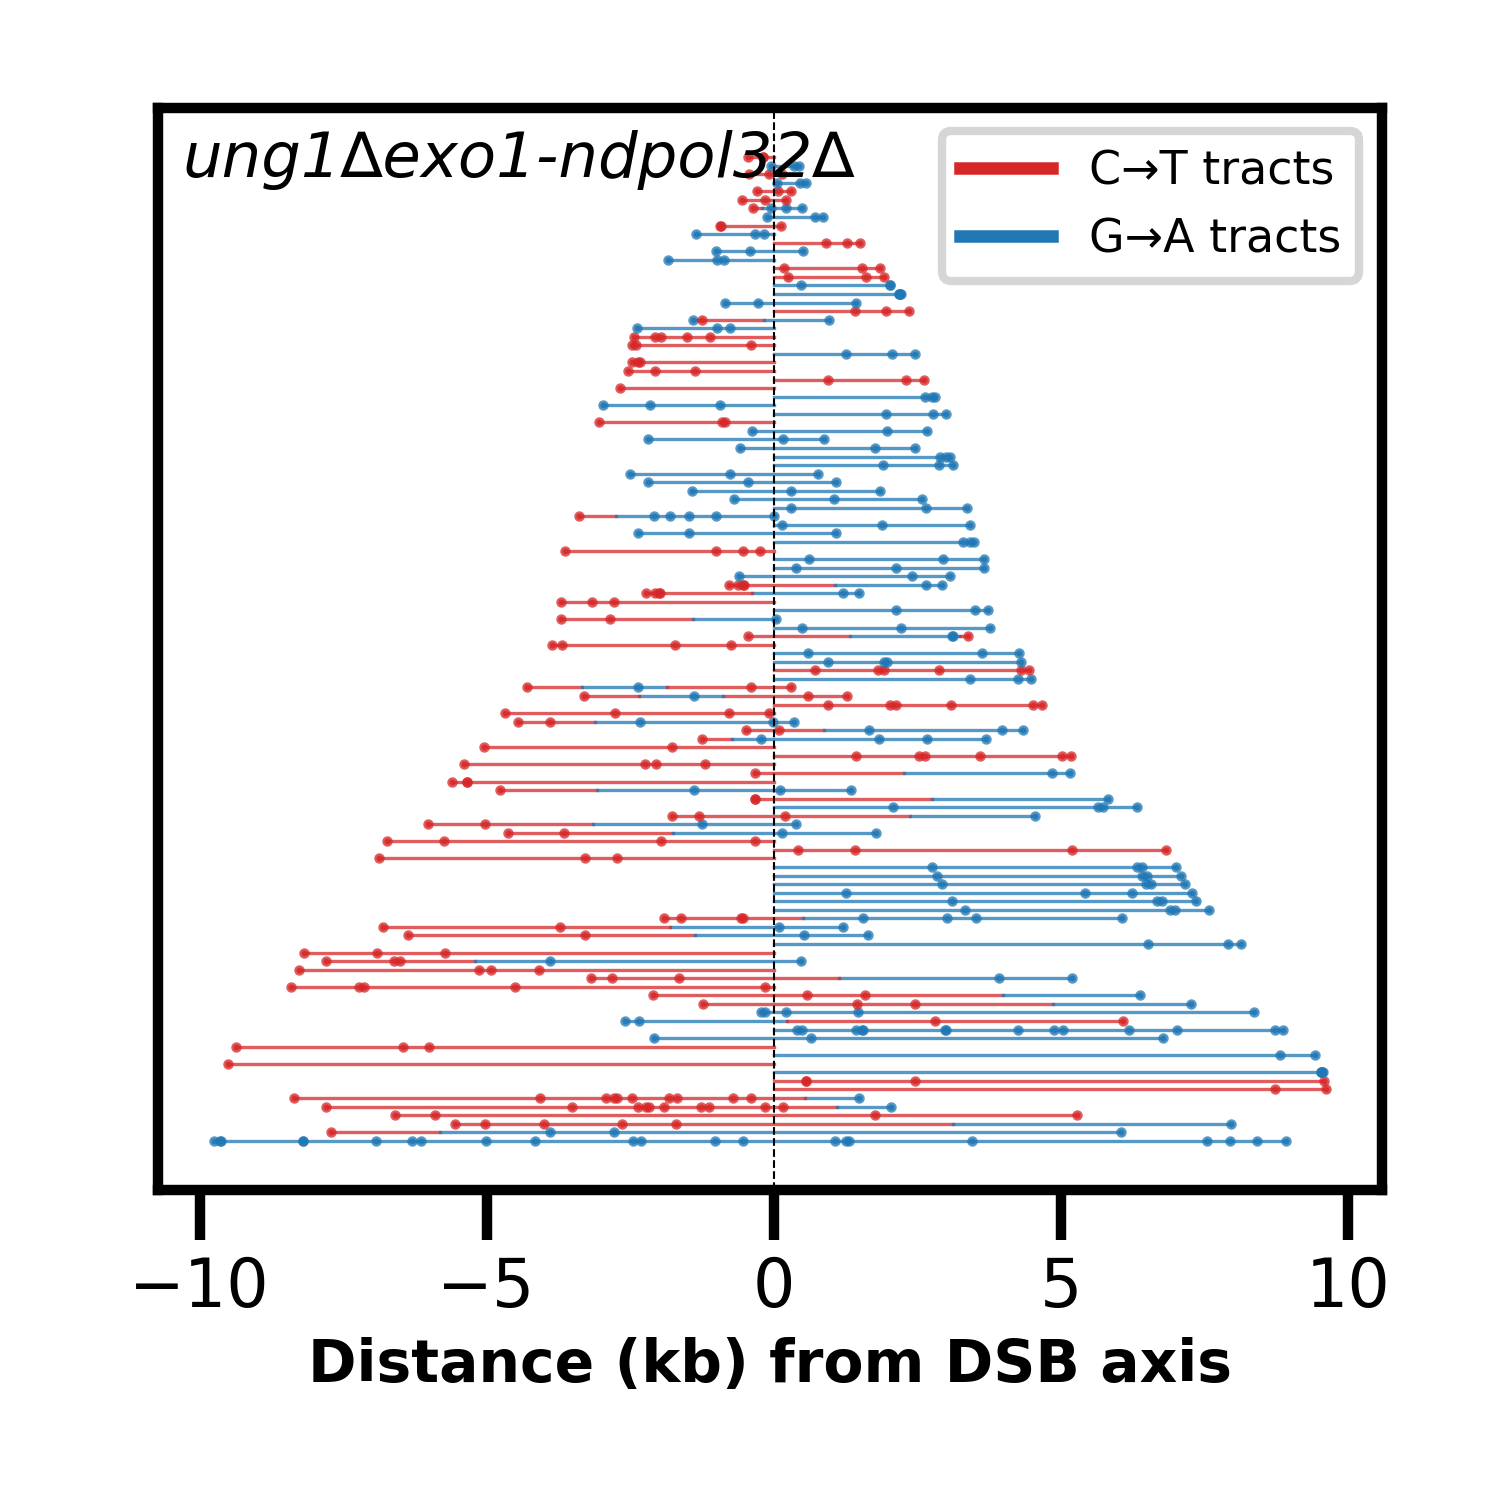 ung1Δexo1-ndpol32Δ
C→T tracts
G→A tracts
−10 −5 0 5 10
Distance (kb) from DSB axis